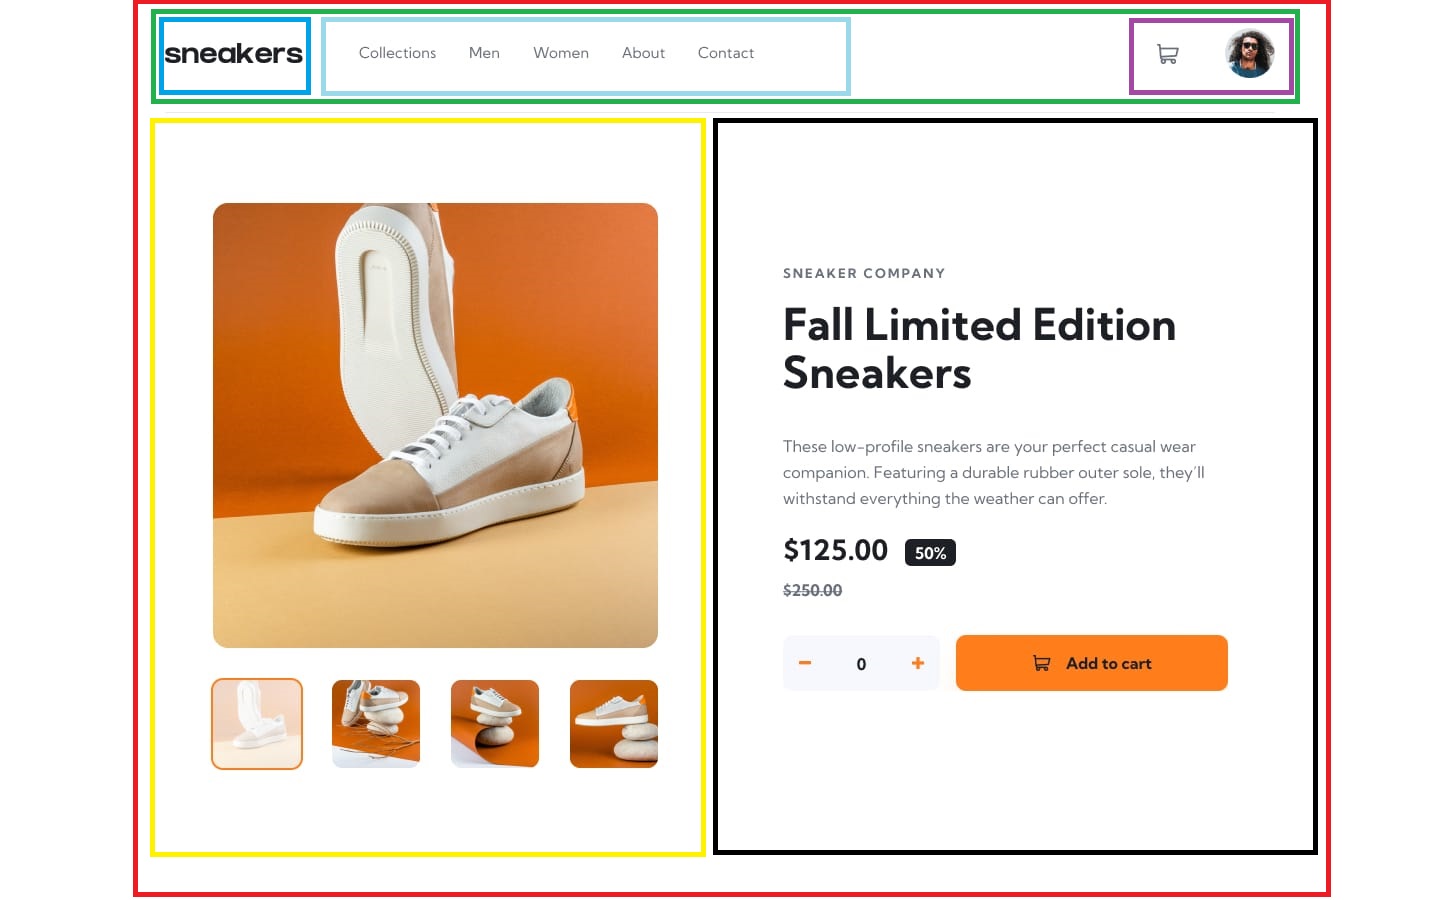 sneakers
Collections Men Women About Contact
SNEAKER COMPANY
Fall Limited Edition
Sneakers
These low-profile sneakers are your perfect casual wear
companion. Featuring a durable rubber outer sole, they'll
withstand everything the weather can offer.
$125.00 50%
$250.00
0 Add to cart